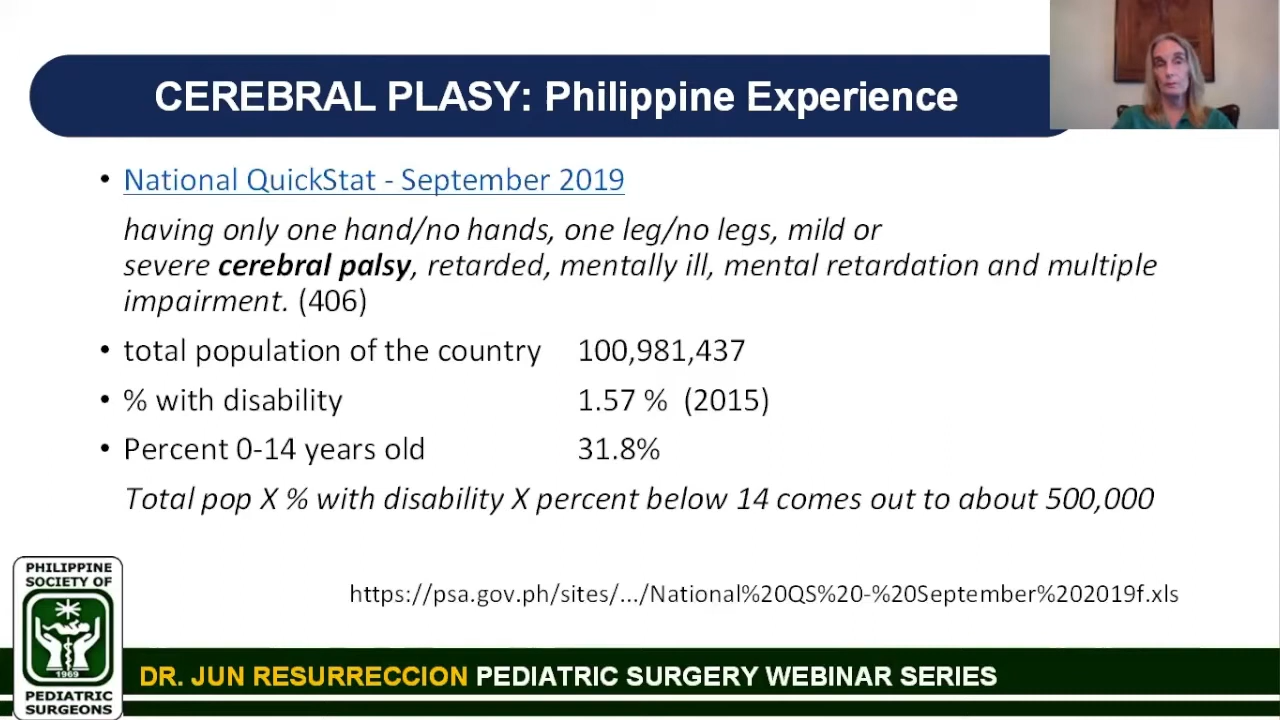 CEREBRAL PLASY: Philippine Experience
• National QuickStat - September 2019
having only one hand/no hands, one leg/no legs, mild or
severe cerebral palsy, retarded, mentally ill, mental retardation and multiple
impairment. (406)
• total population of the country 100,981,437
• % with disability 1.57 % (2015)
• Percent 0-14 years old 31.8%
Total pop X % with disability X percent below 14 comes out to about 500,000
https://psa.gov.ph/sites/.../National%20QS%20-%20September%202019f.xls
PHILIPPINE
SOCIETY OF
1969
PEDIATRIC
SURGEONS
DR. JUN RESURRECCION PEDIATRIC SURGERY WEBINAR SERIES